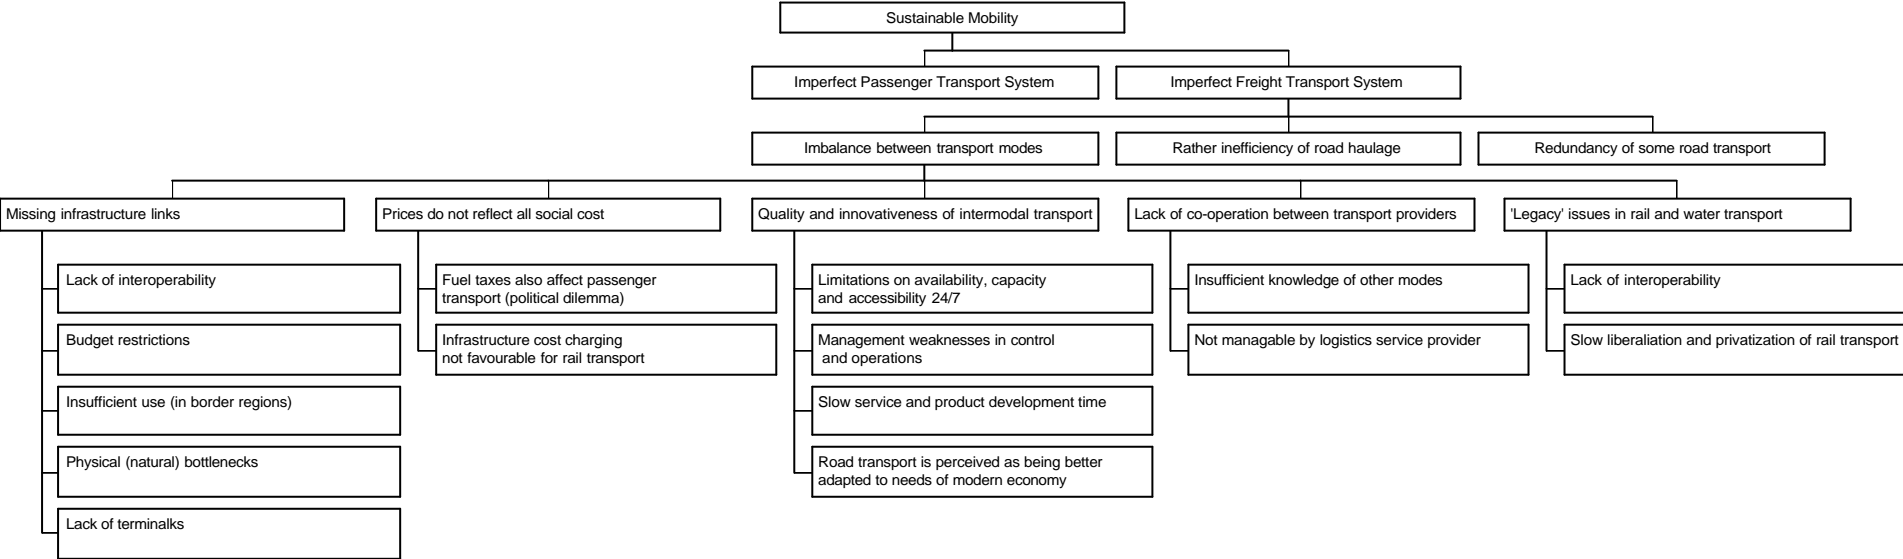 Sustainable Mobility
Imperfect Passenger Transport System
Imperfect Freight Transport System
Imbalance between transport modes
Rather inefficiency of road haulage
Redundancy of some road transport
Missing infrastructure links
Prices do not reflect all social cost
Quality and innovativeness of intermodal transport
Lack of co-operation between transport providers
'Legacy' issues in rail and water transport
Lack of interoperability
Budget restrictions
Insufficient use (in border regions)
Physical (natural) bottlenecks
Lack of terminalks
Fuel taxes also affect passenger
transport (political dilemma)
Infrastructure cost charging
not favourable for rail transport
Limitations on availability, capacity
and accessibility 24/7
Management weaknesses in control
and operations
Slow service and product development time
Road transport is perceived as being better
adapted to needs of modern economy
Insufficient knowledge of other modes
Not managable by logistics service provider
Lack of interoperability
Slow liberaliation and privatization of rail transport